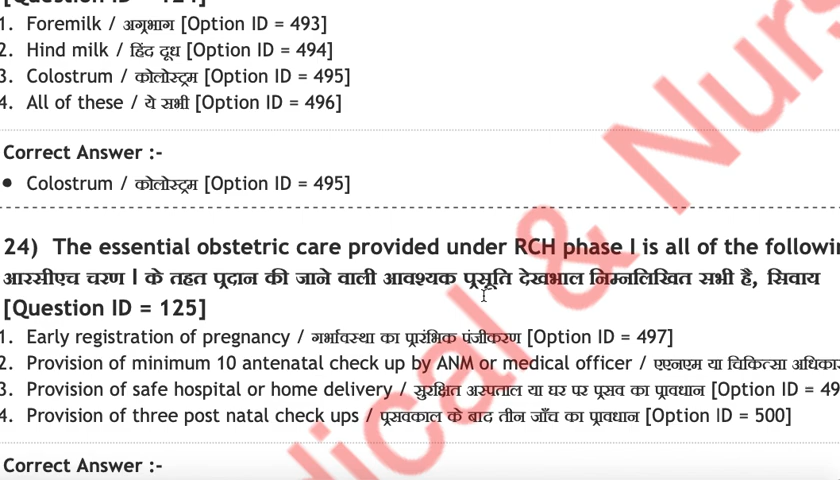 1. Foremilk / अग्रभाग [Option ID = 493]
2. Hind milk / हिंद दूध [Option ID = 494]
3. Colostrum / कोलोस्ट्रम [Option ID = 495]
4. All of these / ये सभी [Option ID = 496]
Correct Answer :-
• Colostrum / कोलोस्ट्रम [Option ID = 495]
24) The essential obstetric care provided under RCH phase I is all of the followi
आरसीएच चरण I के तहत प्रदान की जाने वाली आवश्यक प्रसूति देखभाल निम्नलिखित सभी है, सिवाय
[Question ID = 125]
1. Early registration of pregnancy / गर्भावस्था का प्रारंभिक पंजीकरण [Option ID = 497]
2. Provision of minimum 10 antenatal check up by ANM or medical officer / एएनएम या चिकित्सा अधिका
3. Provision of safe hospital or home delivery / सुरक्षित अस्पताल या घर पर प्रसव का प्रावधान [Option ID = 49
4. Provision of three post natal check ups / प्रसवकाल के बाद तीन जाँच का प्रावधान [Option ID = 500]
Correct Answer :-
dical & Nurs